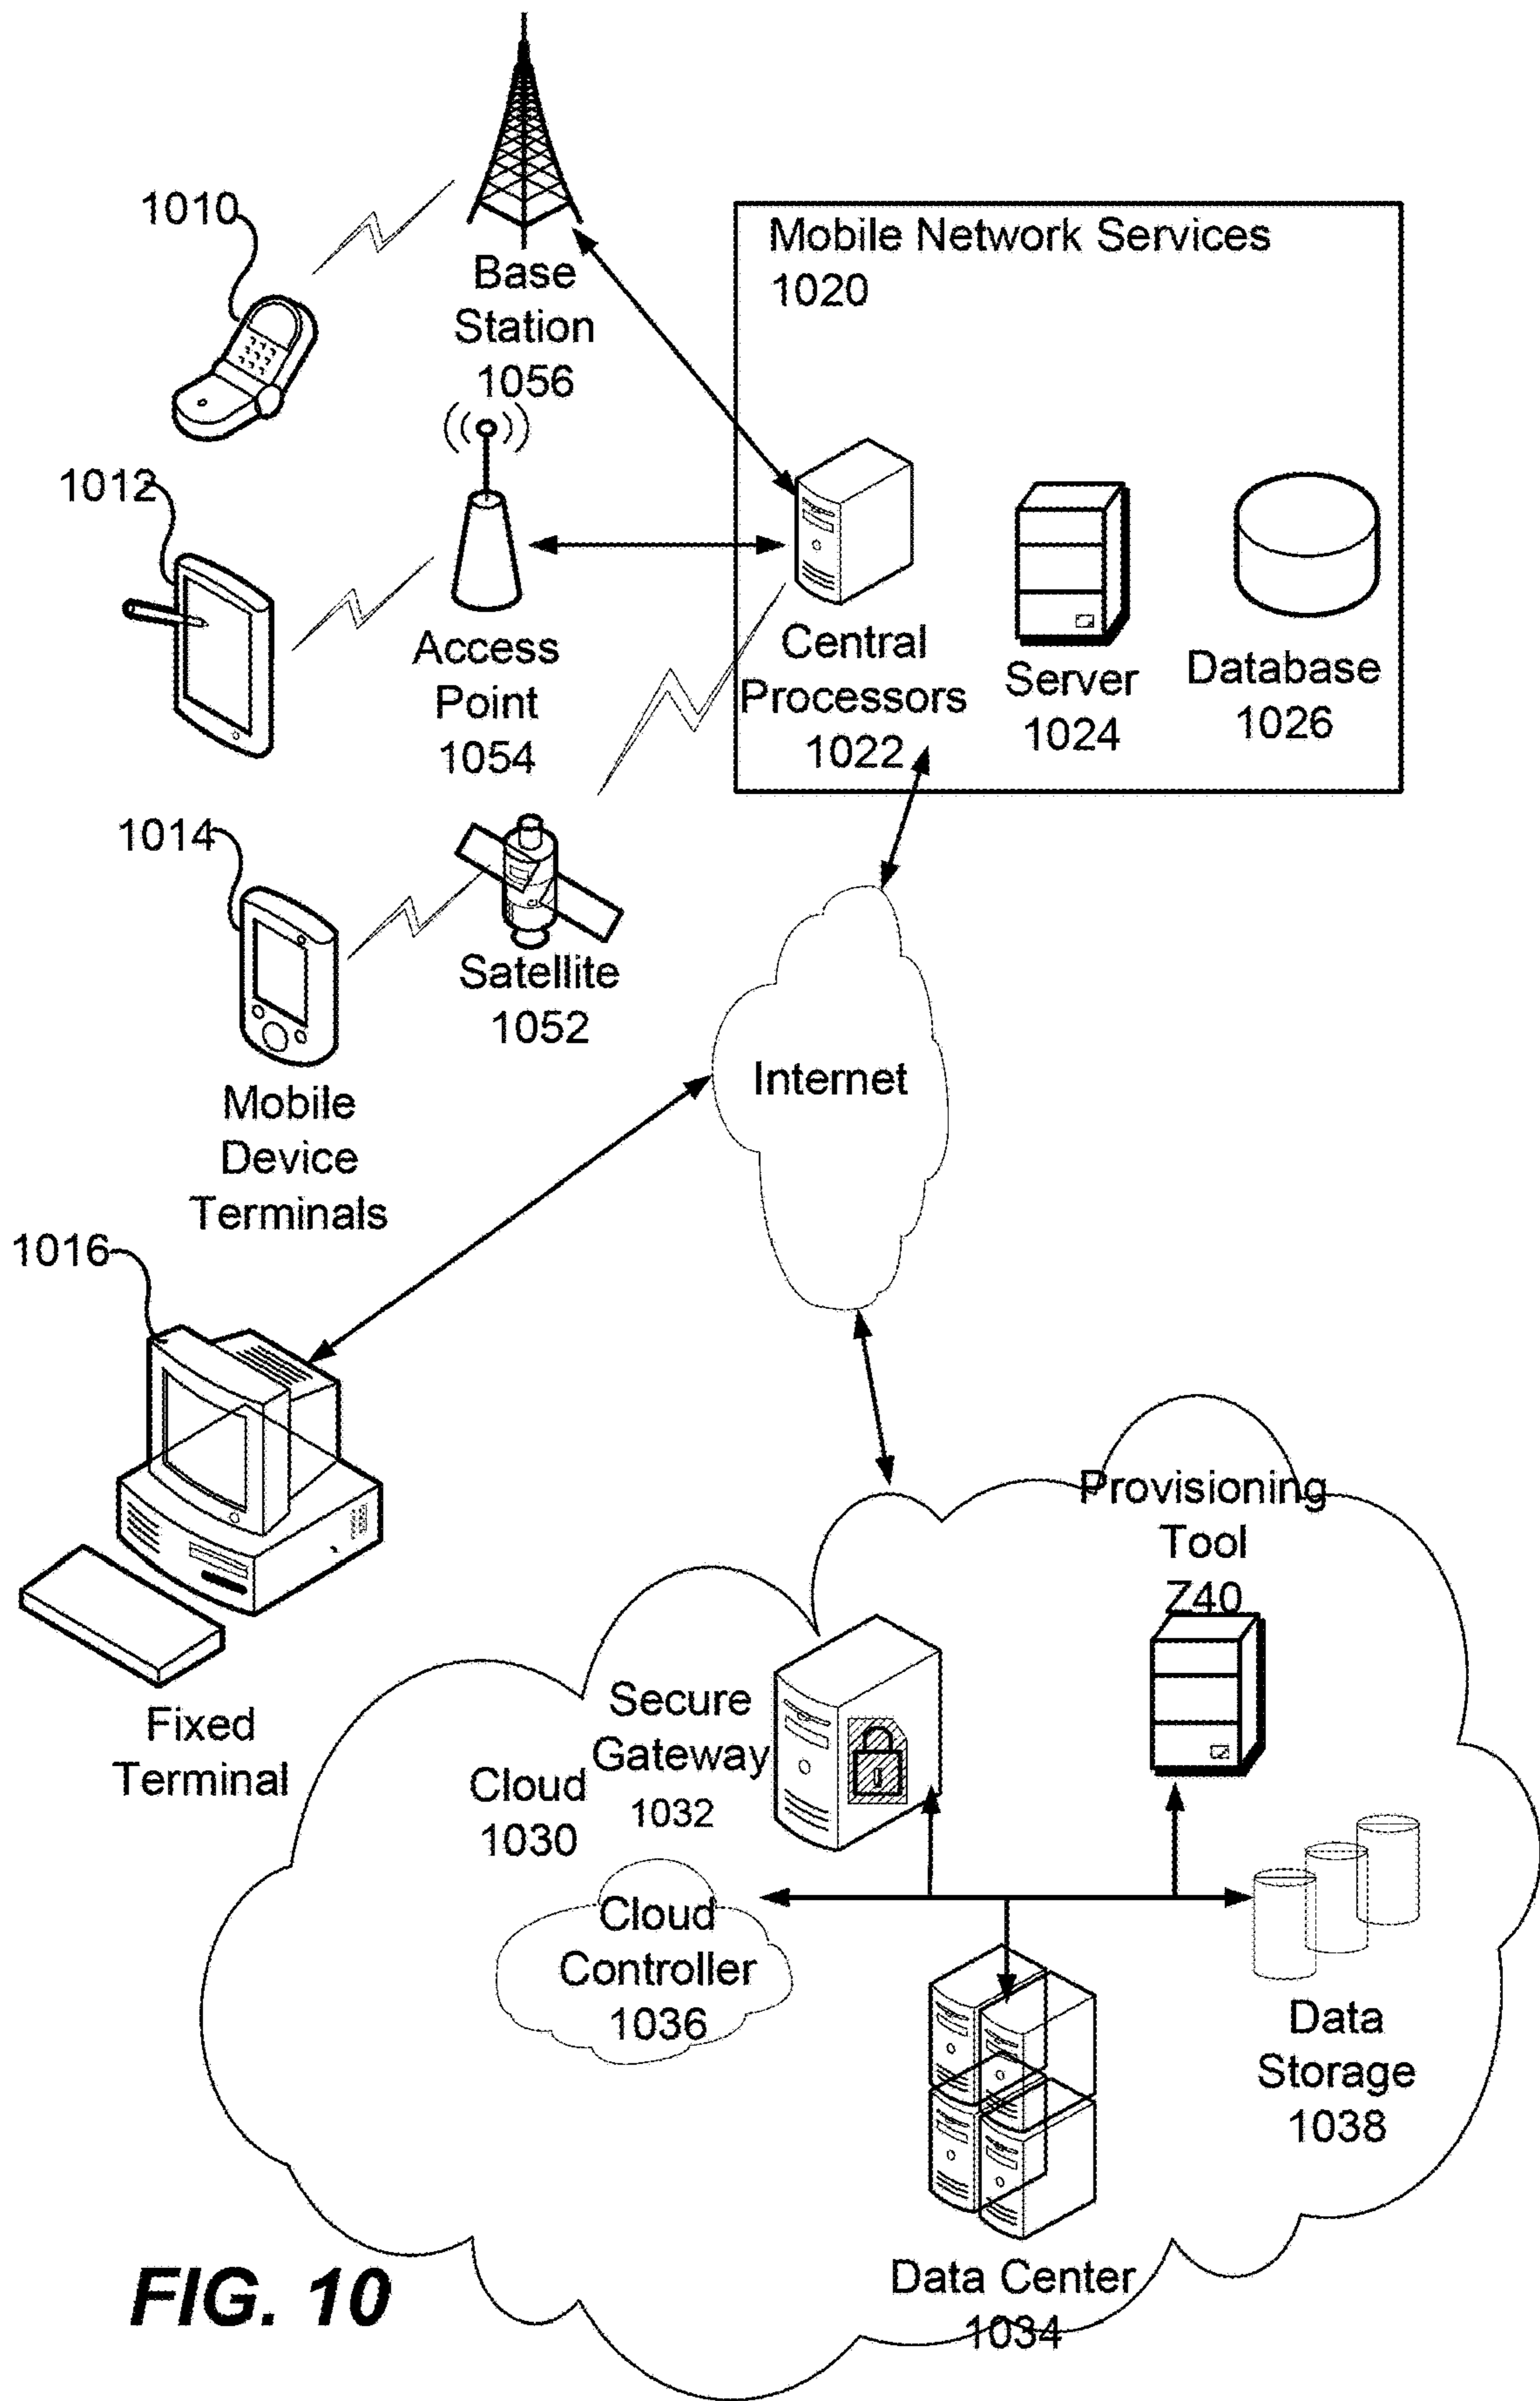 1010
Base
Station
1056
Mobile Network Services
1020
1012
Access
Point
1054
Central
Processors
1022
Server
1024
Database
1026
1014
Satellite
1052
Mobile
Device
Terminals
Internet
1016
Fixed
Terminal
Provisioning
Tool
Z40
Secure
Gateway
1032
Cloud
1030
Cloud
Controller
1036
Data
Storage
1038
Data Center
1034
FIG. 10